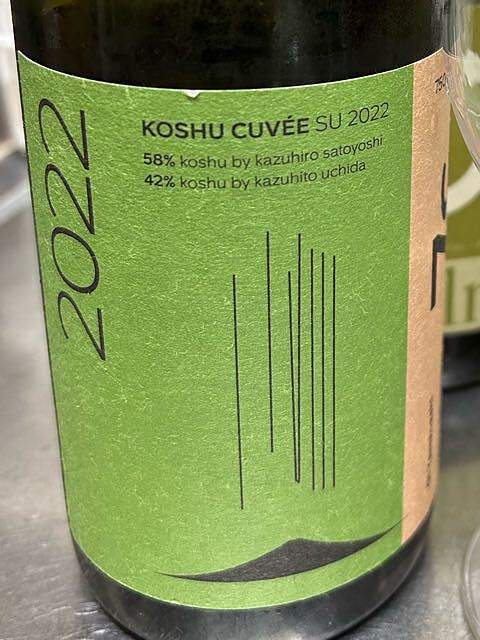 2022
KOSHU CUVÉE SU 2022
58% koshu by kazuhiro satoyoshi
42% koshu by kazuhito uchida